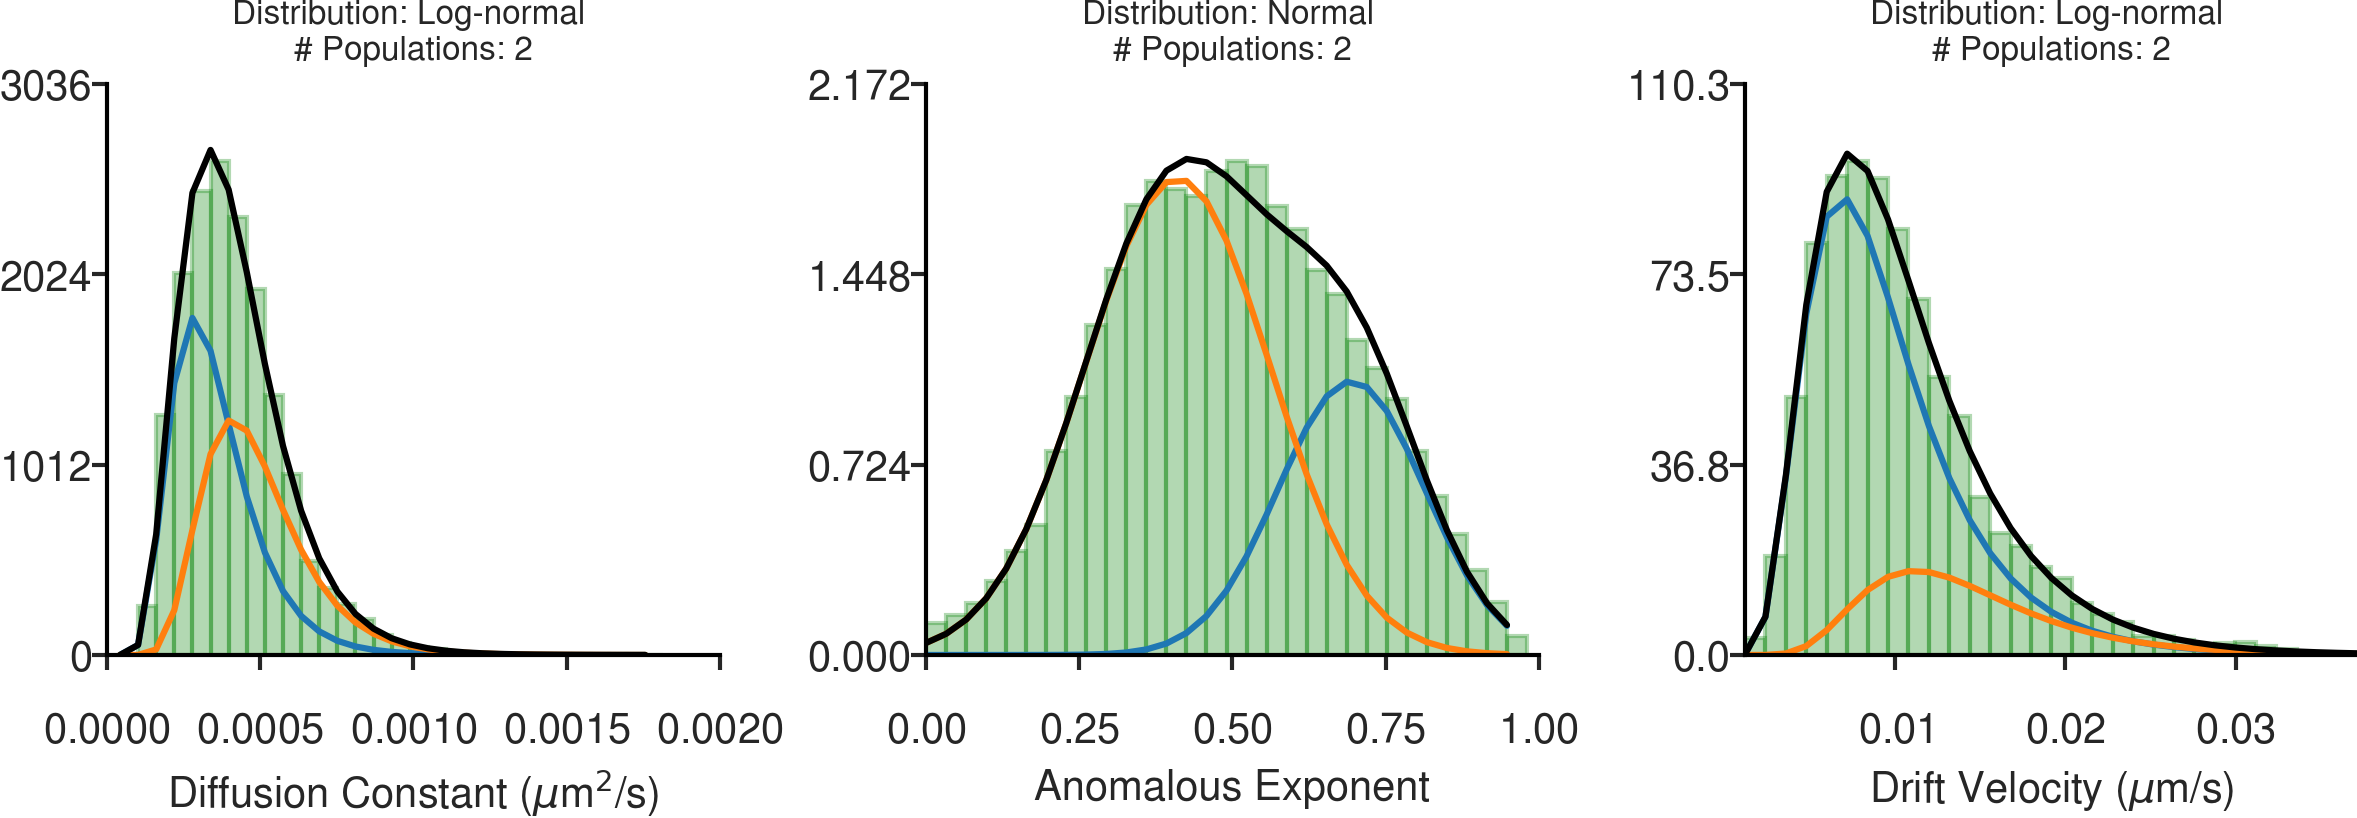 Distribution: Log-normal
# Populations: 2
3036
2024
1012
0
0.0000 0.0005 0.0010 0.0015 0.0020
Diffusion Constant (μm²/s)
Distribution: Normal
# Populations: 2
2.172
1.448
0.724
0.000
0.00 0.25 0.50 0.75 1.00
Anomalous Exponent
Distribution: Log-normal
# Populations: 2
110.3
73.5
36.8
0.0
0.01 0.02 0.03
Drift Velocity (μm/s)